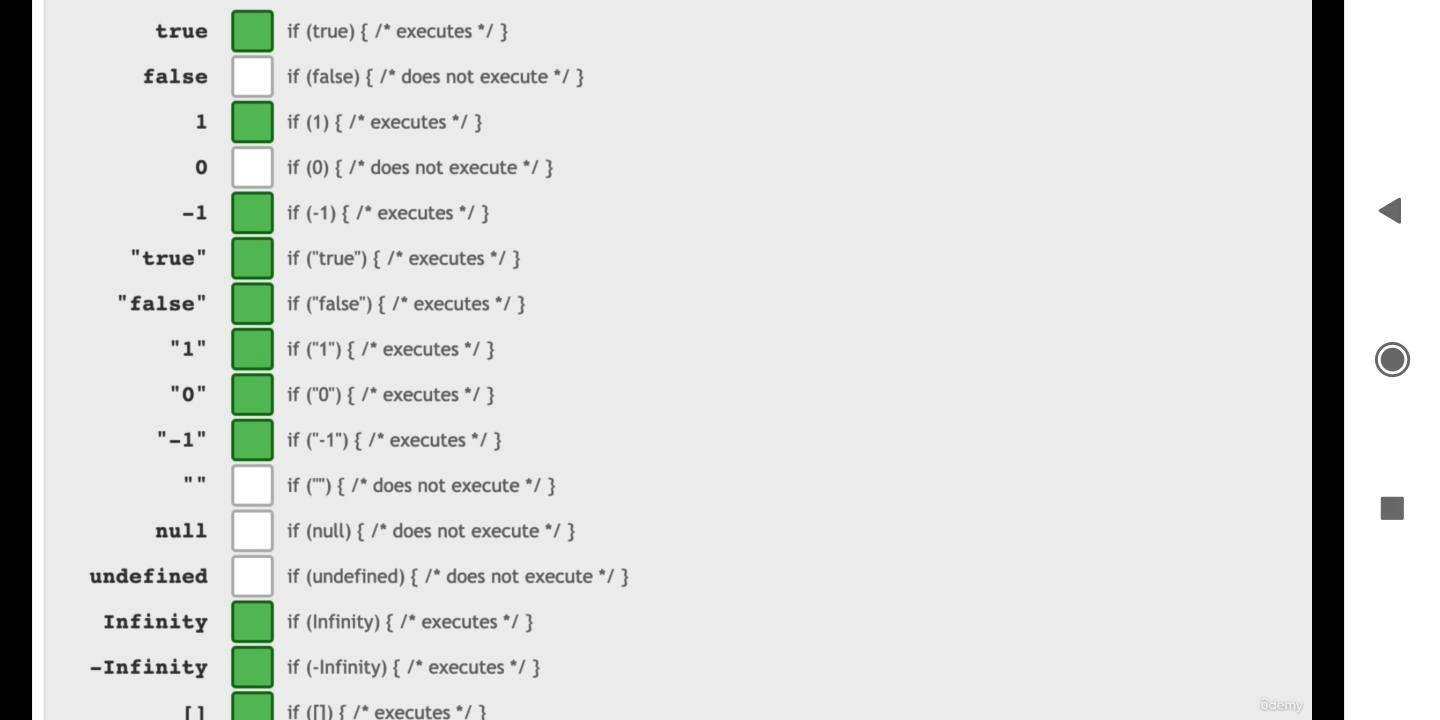 true if (true) { /* executes */ }
false if (false) { /* does not execute */ }
1 if (1) { /* executes */ }
0 if (0) { /* does not execute */ }
-1 if (-1) { /* executes */ }
"true" if ("true") { /* executes */ }
"false" if ("false") { /* executes */ }
"1" if ("1") { /* executes */ }
"0" if ("0") { /* executes */ }
"-1" if ("-1") { /* executes */ }
"" if ("") { /* does not execute */ }
null if (null) { /* does not execute */ }
undefined if (undefined) { /* does not execute */ }
Infinity if (Infinity) { /* executes */ }
-Infinity if (-Infinity) { /* executes */ }
[] if ([]) { /* executes */ }
ûdemy